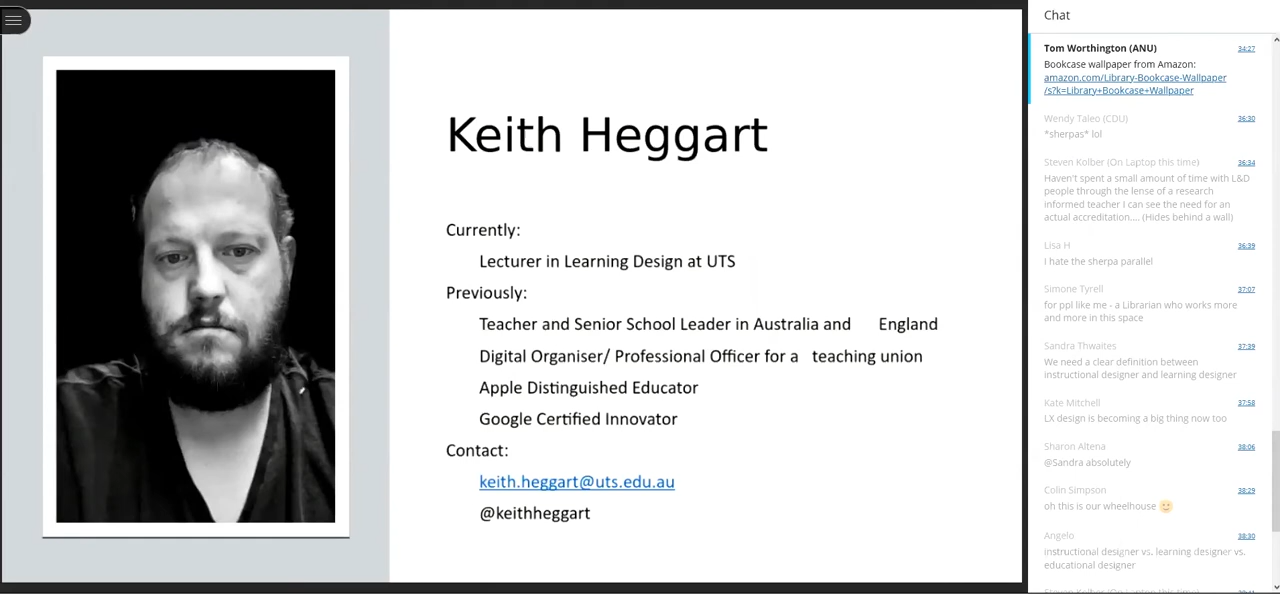 Keith Heggart
Currently:
Lecturer in Learning Design at UTS
Previously:
Teacher and Senior School Leader in Australia and England
Digital Organiser/ Professional Officer for a teaching union
Apple Distinguished Educator
Google Certified Innovator
Contact:
keith.heggart@uts.edu.au
@keithheggart
Chat
Tom Worthington (ANU) 34:27
Bookcase wallpaper from Amazon:
amazon.com/Library-Bookcase-Wallpaper
/s?k=Library+Bookcase+Wallpaper
Wendy Taleo (CDU) 36:30
*sherpas* lol
Steven Kolber (On Laptop this time) 36:34
Haven't spent a small amount of time with L&D
people through the lense of a research
informed teacher I can see the need for an
actual accreditation.... (Hides behind a wall)
Lisa H 36:39
I hate the sherpa parallel
Simone Tyrell 37:07
for ppl like me - a Librarian who works more
and more in this space
Sandra Thwaites 37:39
We need a clear definition between
instructional designer and learning designer
Kate Mitchell 37:58
LX design is becoming a big thing now too
Sharon Altena 38:06
@Sandra absolutely
Colin Simpson 38:29
oh this is our wheelhouse 🙂
Angelo 38:30
instructional designer vs. learning designer vs.
educational designer